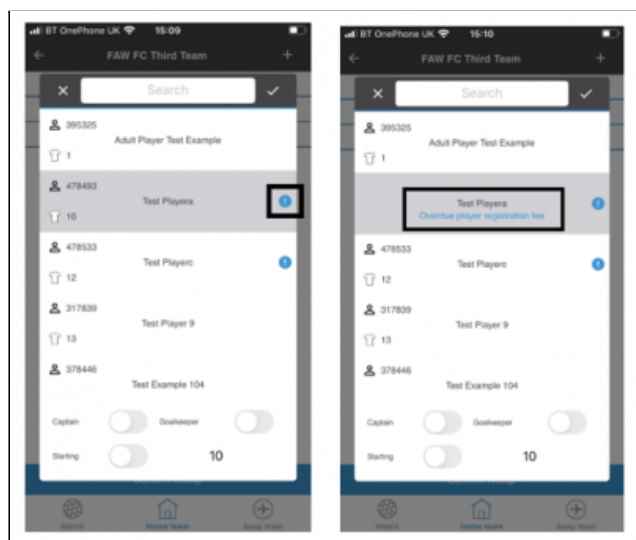 BT OnePhone UK 15:09
FAW FC Third Team
Search
395325
Adult Player Test Example
1
478493
Test Playera
10
478533
Test Playerc
12
317839
Test Player 9
13
378446
Test Example 104
Captain Goalkeeper
Starting 10
Match Home team Away team
BT OnePhone UK 15:10
FAW FC Third Team
Search
395325
Adult Player Test Example
1
Test Playera
Overdue player registration fee
478533
Test Playerc
12
317839
Test Player 9
13
378446
Test Example 104
Captain Goalkeeper
Starting 10
Match Home team Away team